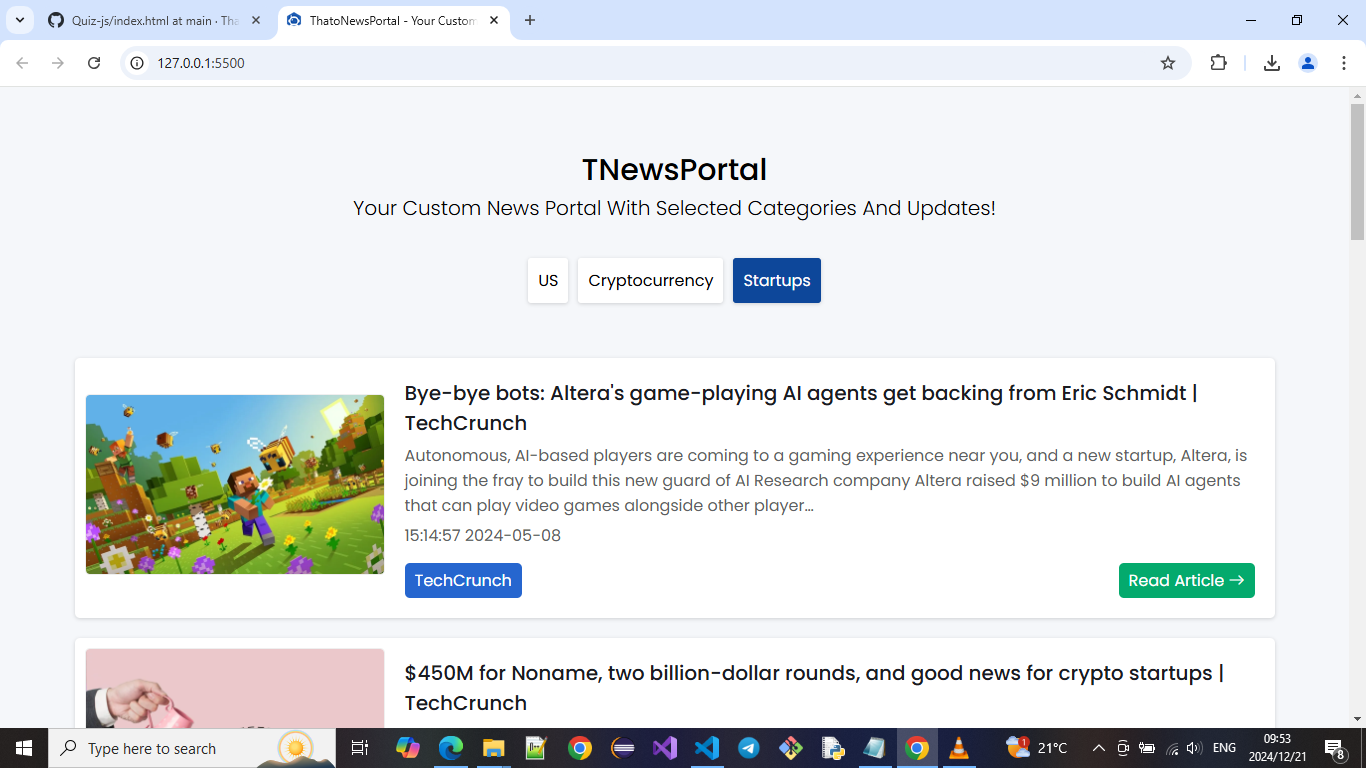 Quiz-js/index.html at main · Tha
ThatoNewsPortal - Your Custom
127.0.0.1:5500
TNewsPortal
Your Custom News Portal With Selected Categories And Updates!
US
Cryptocurrency
Startups
Bye-bye bots: Altera's game-playing AI agents get backing from Eric Schmidt |
TechCrunch
Autonomous, AI-based players are coming to a gaming experience near you, and a new startup, Altera, is
joining the fray to build this new guard of AI Research company Altera raised $9 million to build AI agents
that can play video games alongside other player…
15:14:57 2024-05-08
TechCrunch
Read Article →
$450M for Noname, two billion-dollar rounds, and good news for crypto startups |
TechCrunch
Type here to search
1
21°C
ENG
09:53
2024/12/21
8